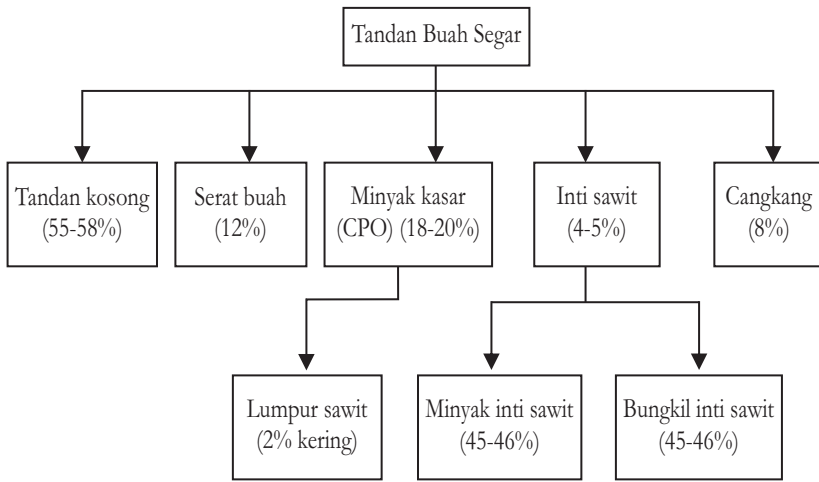 Tandan Buah Segar
Tandan kosong
(55-58%)
Serat buah
(12%)
Minyak kasar
(CPO) (18-20%)
Inti sawit
(4-5%)
Cangkang
(8%)
Lumpur sawit
(2% kering)
Minyak inti sawit
(45-46%)
Bungkil inti sawit
(45-46%)